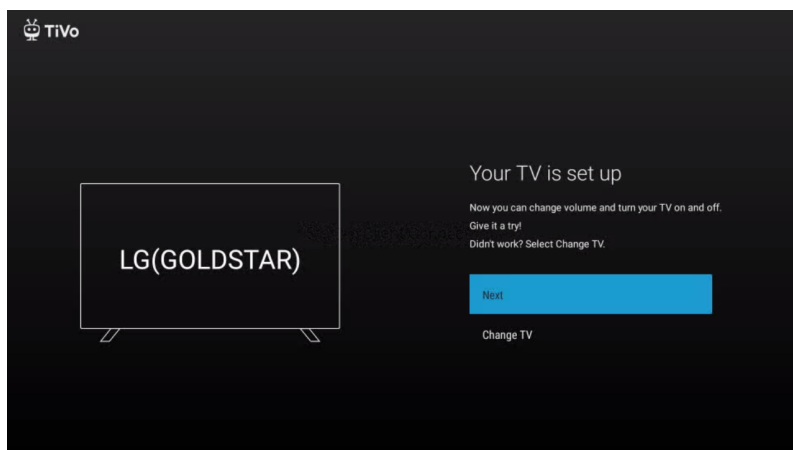 TiVo
Your TV is set up
Now you can change volume and turn your TV on and off.
Give it a try!
Didn't work? Select Change TV.
LG(GOLDSTAR)
Next
Change TV